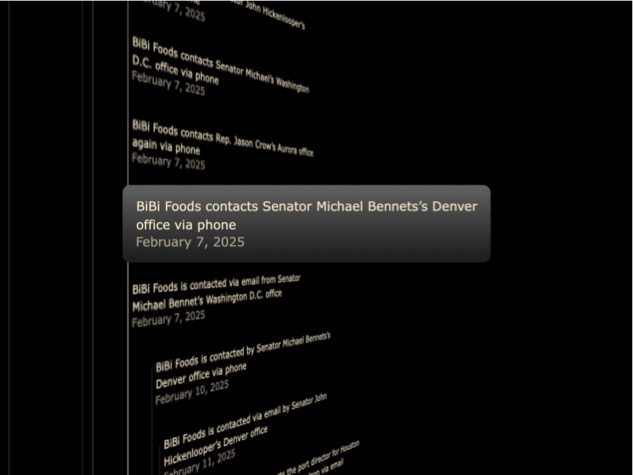 John Hickenlooper's
February 7, 2025
BiBi Foods contacts Senator Michael's Washington
D.C. office via phone
February 7, 2025
BiBi Foods contacts Rep. Jason Crow's Aurora office
again via phone
February 7, 2025
BiBi Foods contacts Senator Michael Bennets's Denver
office via phone
February 7, 2025
BiBi Foods is contacted via email from Senator
Michael Bennet's Washington D.C. office
February 7, 2025
BiBi Foods is contacted by Senator Michael Bennets's
Denver office via phone
February 10, 2025
BiBi Foods is contacted via email by Senator John
Hickenlooper's Denver office
February 11, 2025
the port director for Houston
via email